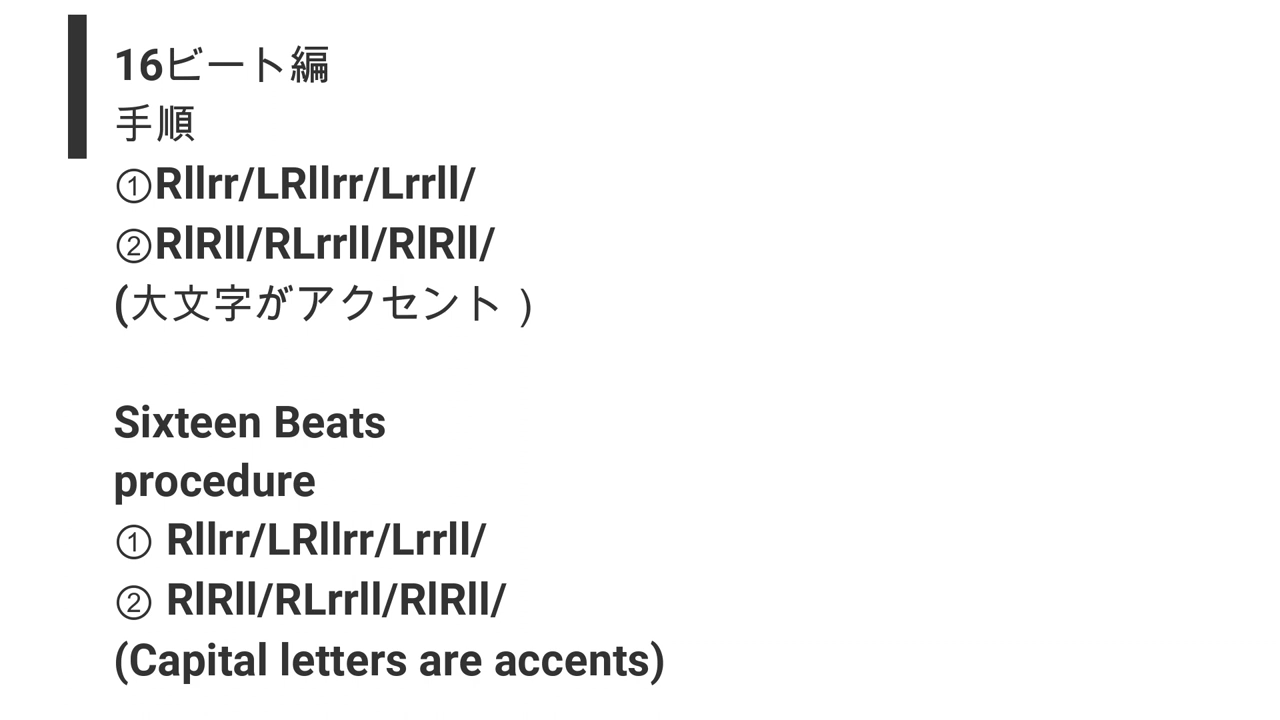 16ビート編
手順
①Rllrr/LRllrr/Lrrll/
②RlRll/RLrrll/RlRll/
(大文字がアクセント )
Sixteen Beats
procedure
① Rllrr/LRllrr/Lrrll/
② RlRll/RLrrll/RlRll/
(Capital letters are accents)